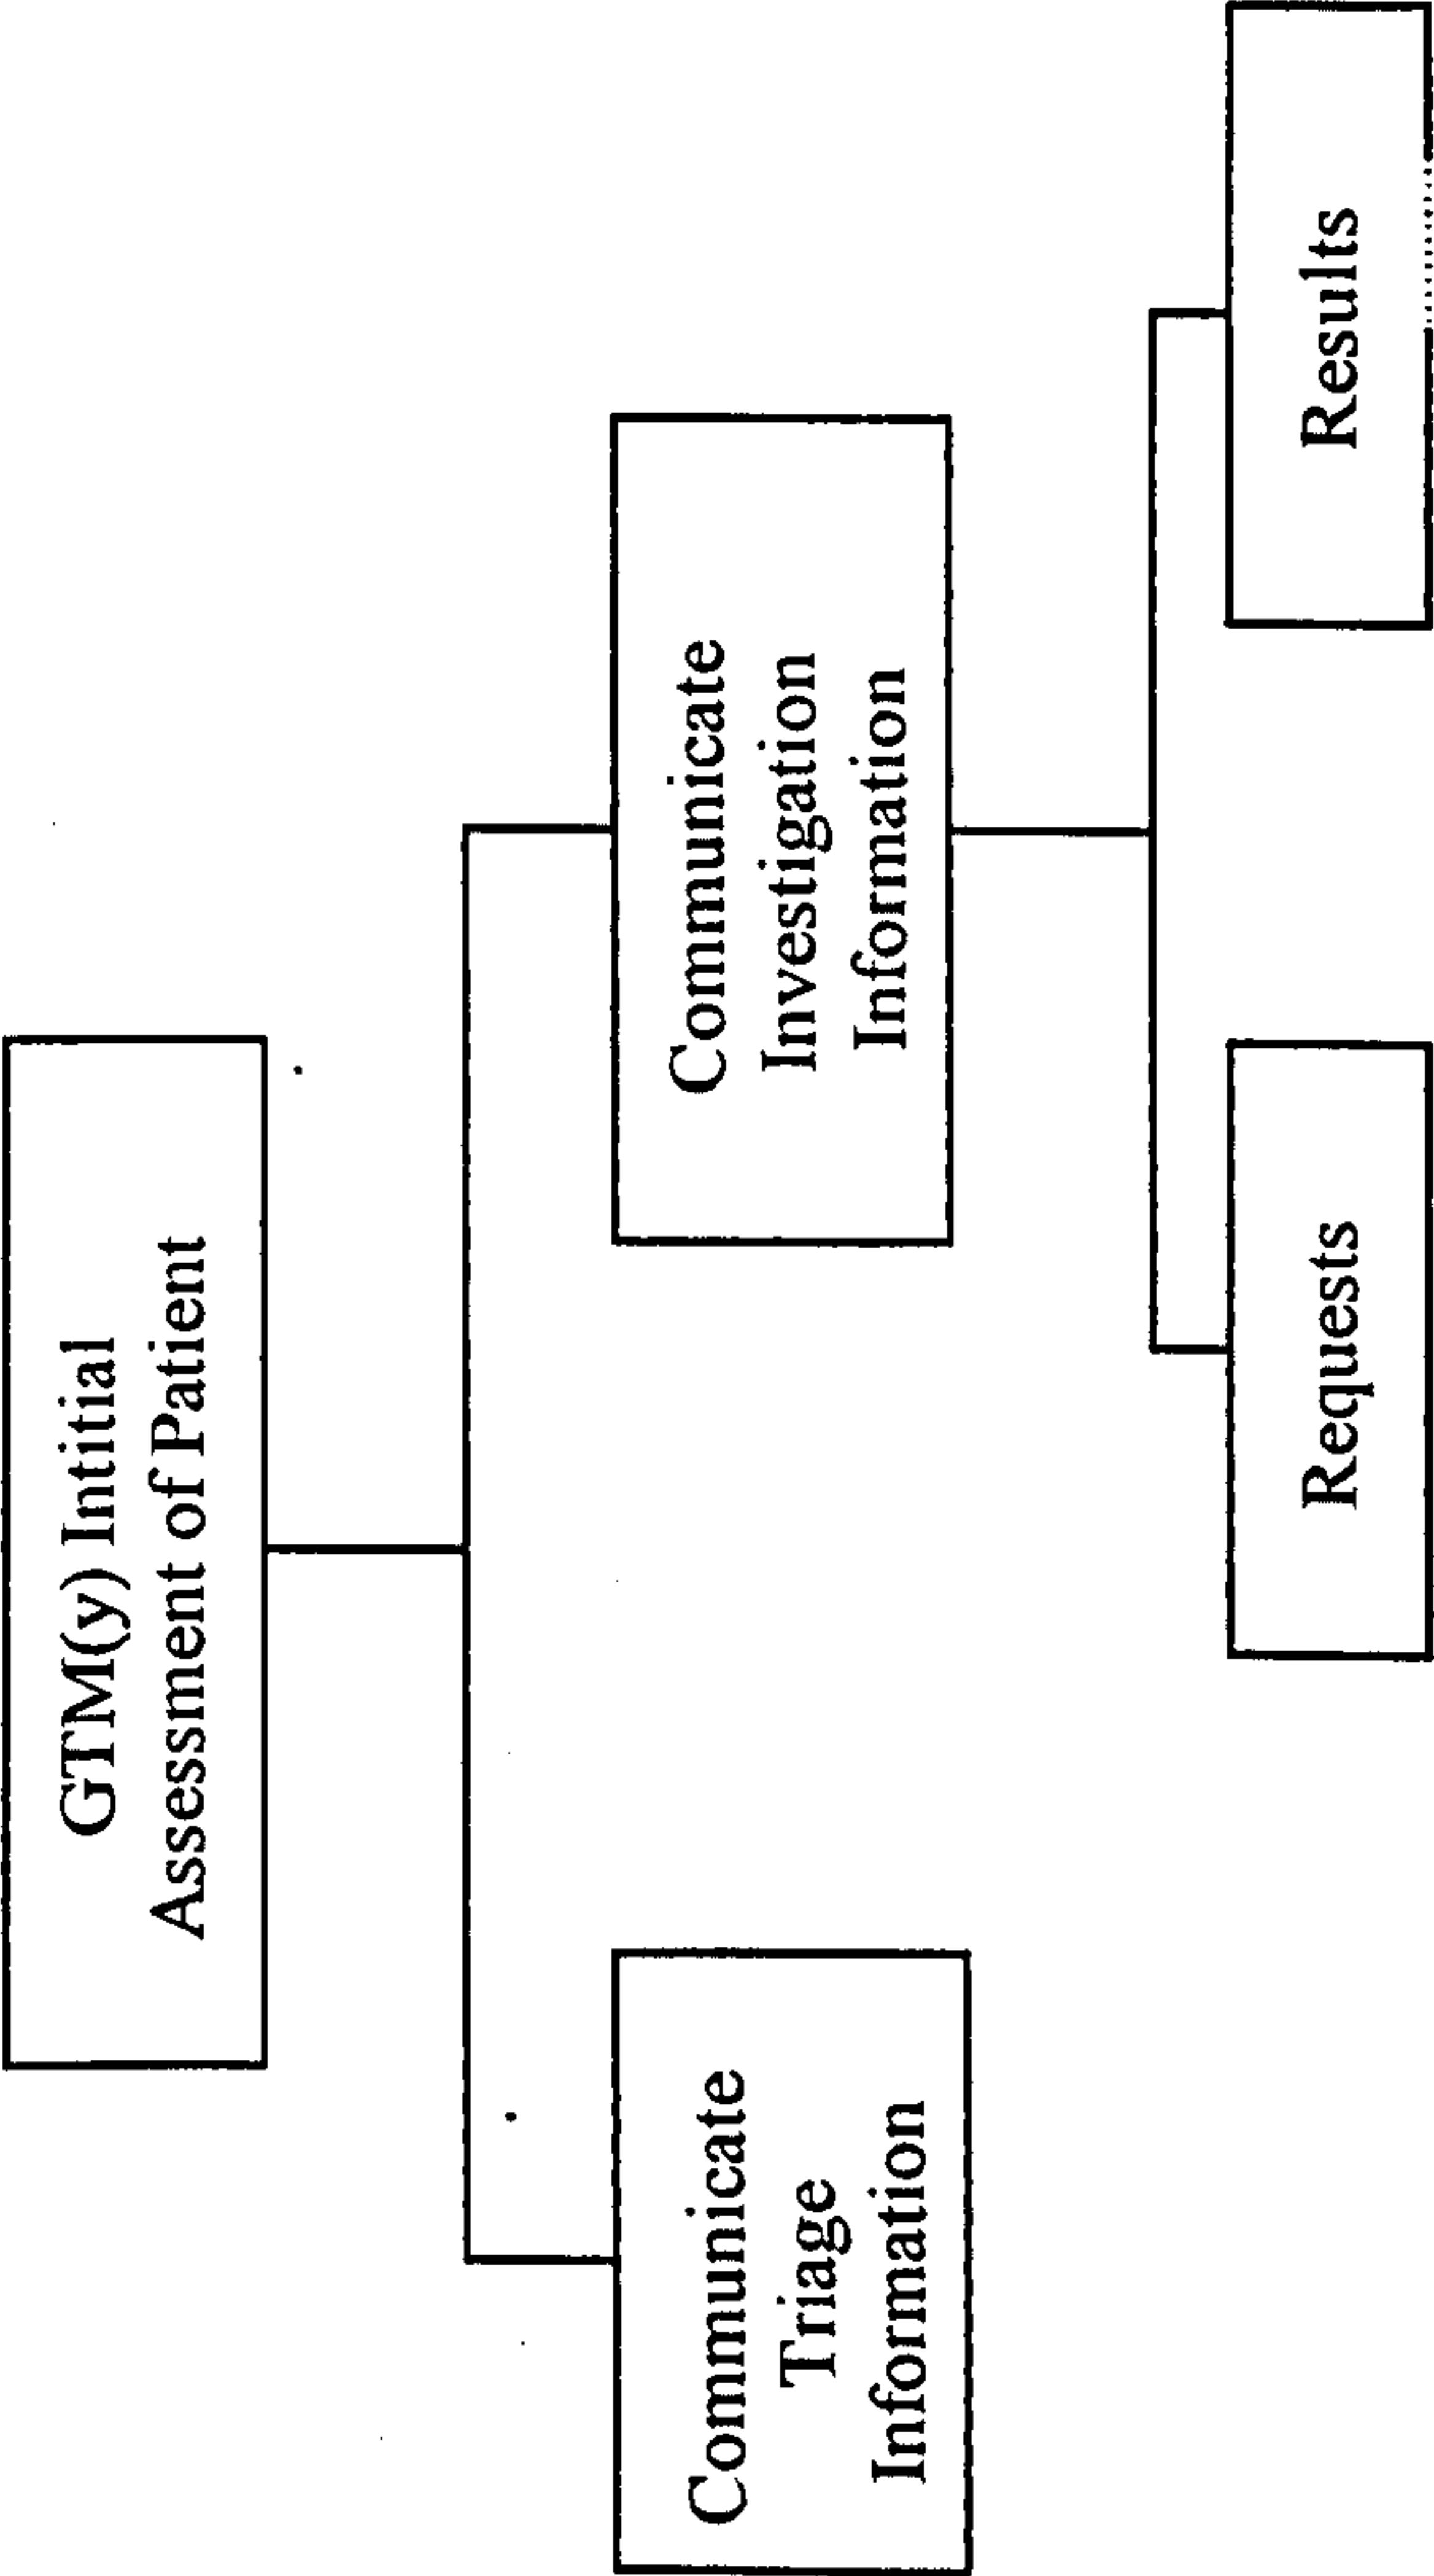 GTM(y) Intitial
Assessment of Patient
Communicate
Triage
Information
Communicate
Investigation
Information
Requests
Results